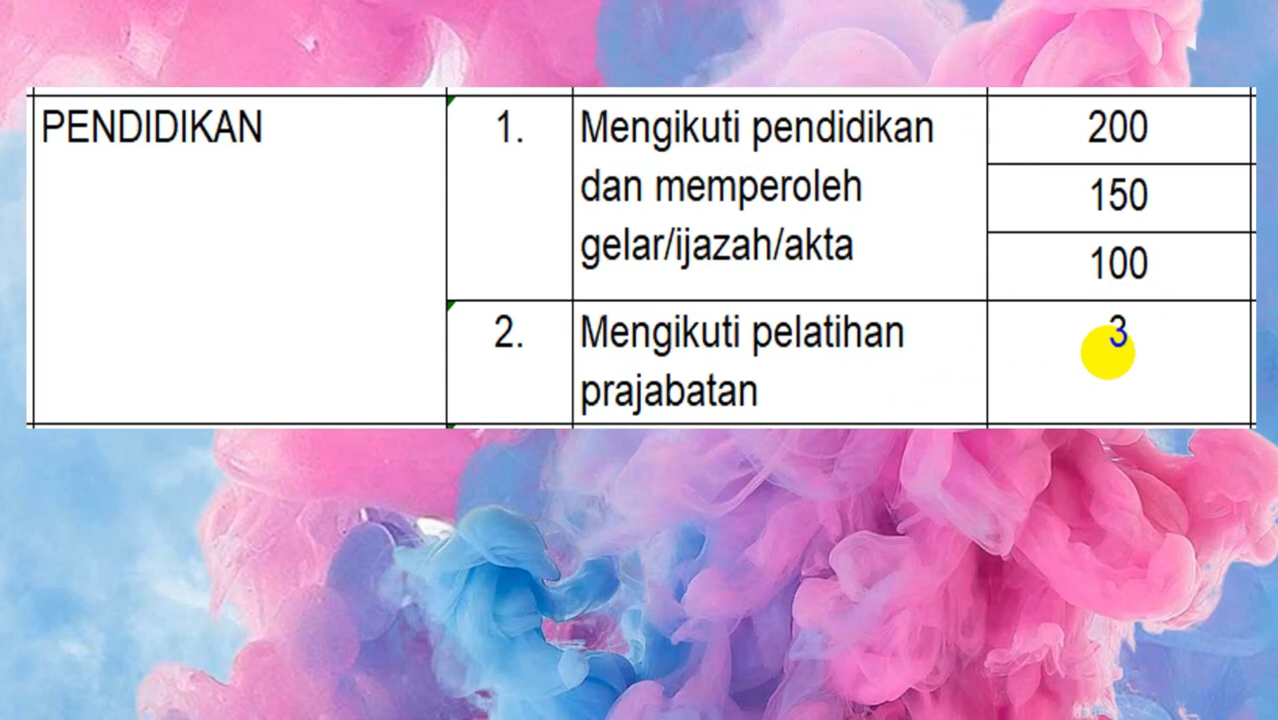 PENDIDIKAN
1.
Mengikuti pendidikan
dan memperoleh
gelar/ijazah/akta
200
150
100
2.
Mengikuti pelatihan
prajabatan
3